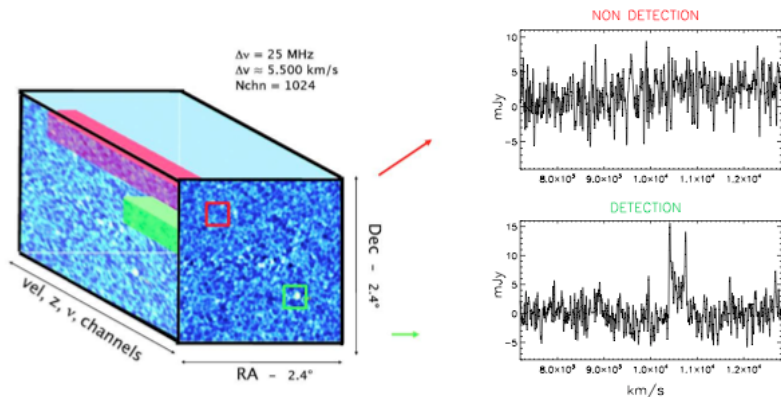 Δν = 25 MHz
Δv ≈ 5.500 km/s
Nchn = 1024
vel, z, ν, channels
RA - 2.4°
Dec - 2.4°
NON DETECTION
10
5
0
-5
mJy
8.0×10³ 9.0×10³ 1.0×10⁴ 1.1×10⁴ 1.2×10⁴
DETECTION
15
10
5
0
-5
mJy
8.0×10³ 9.0×10³ 1.0×10⁴ 1.1×10⁴ 1.2×10⁴
km/s